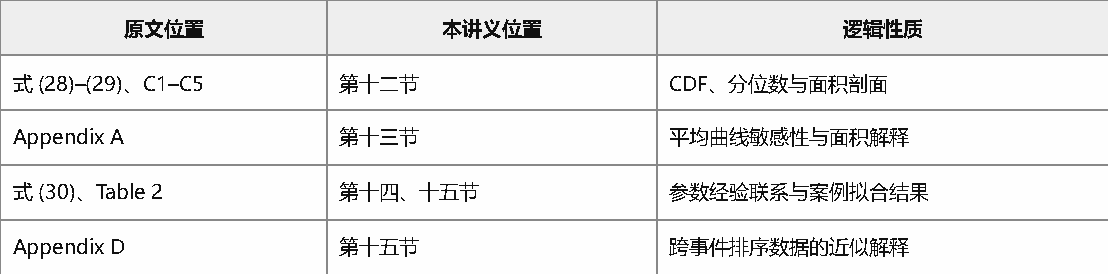 原文位置 本讲义位置 逻辑性质
式 (28)–(29)、C1–C5 第十二节 CDF、分位数与面积剖面
Appendix A 第十三节 平均曲线敏感性与面积解释
式 (30)、Table 2 第十四、十五节 参数经验联系与案例拟合结果
Appendix D 第十五节 跨事件排序数据的近似解释